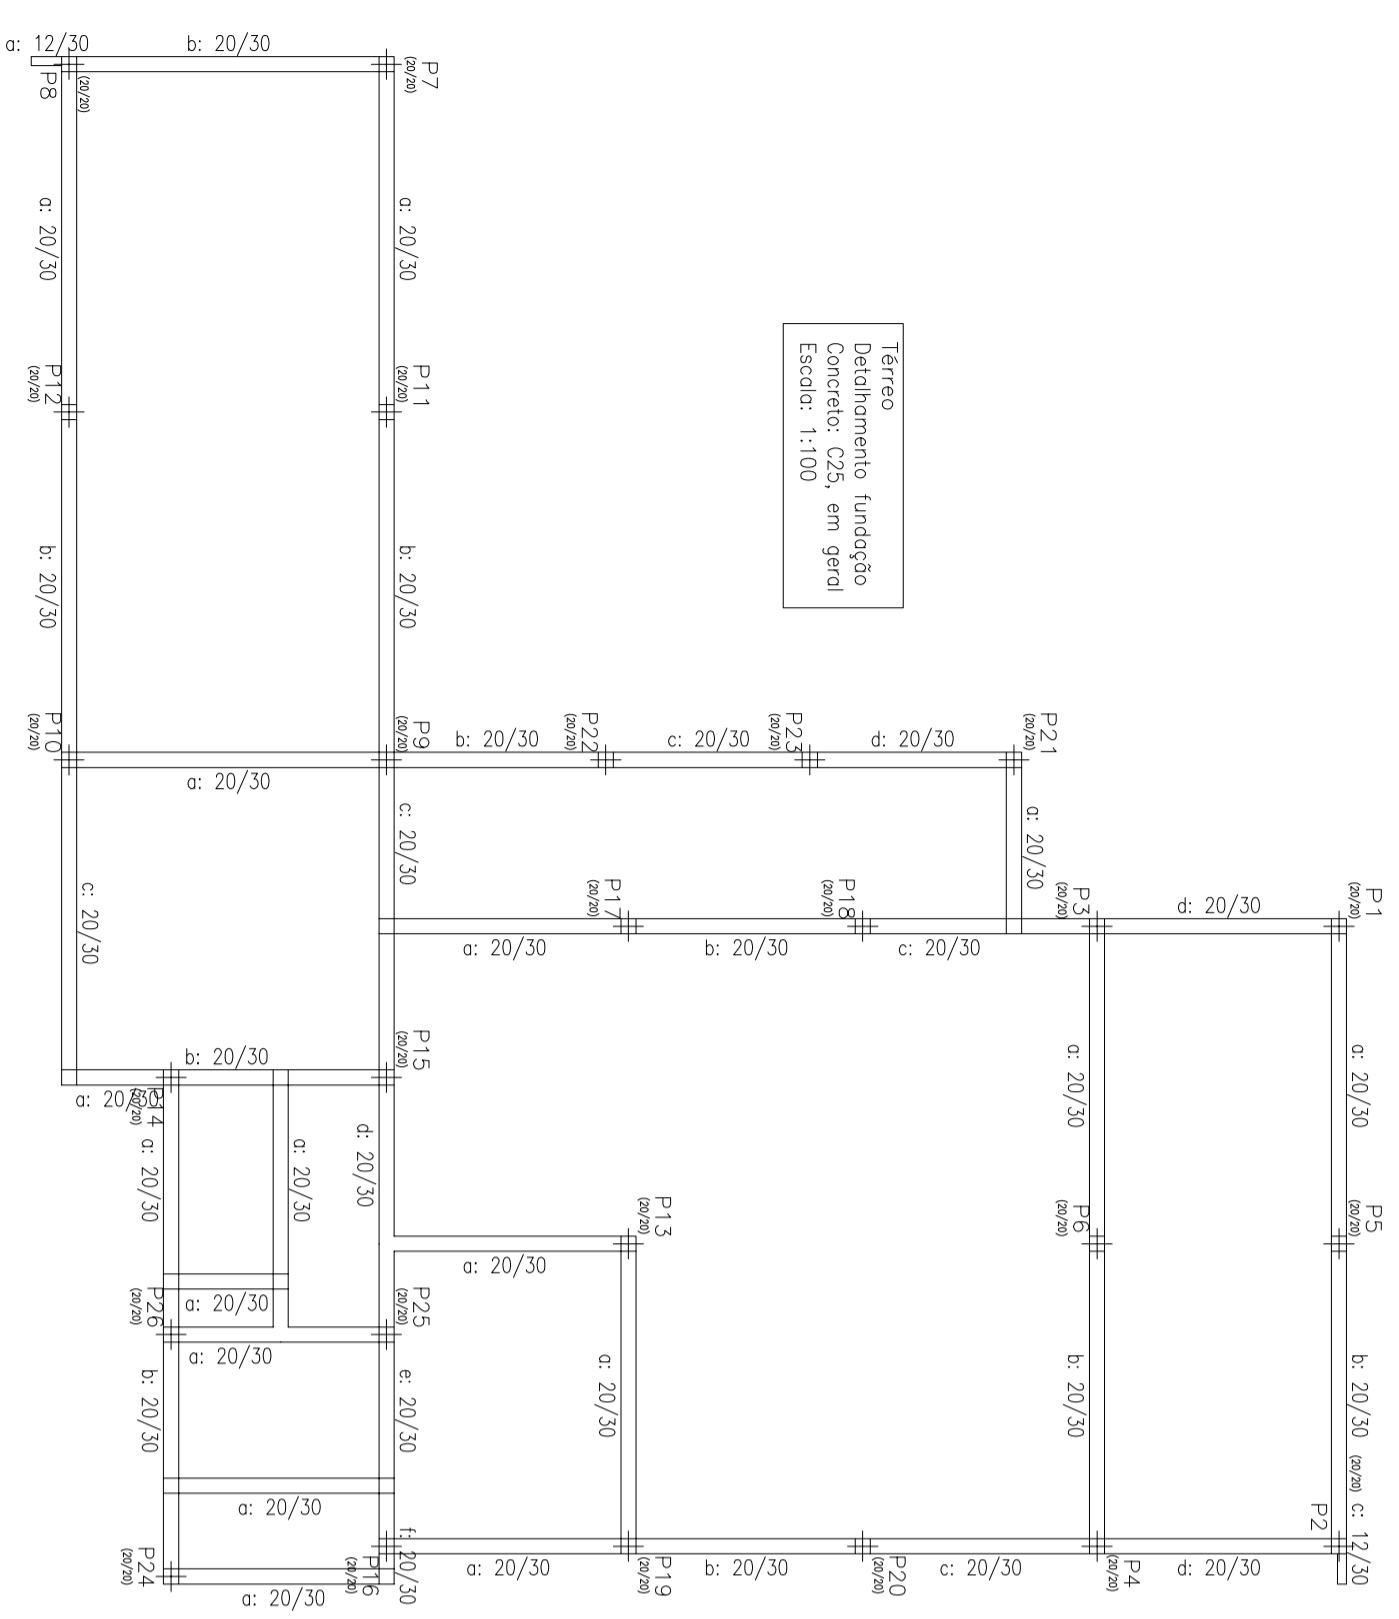 a: 12/30
b: 20/30
P7
(20/20)
P8
(20/20)
a: 20/30
a: 20/30
Térreo
Detalhamento fundação
Concreto: C25, em geral
Escala: 1:100
P12
(20/20)
P11
(20/20)
b: 20/30
b: 20/30
P10
(20/20)
P9
(20/20)
b: 20/30
P22
(20/20)
c: 20/30
P23
(20/20)
d: 20/30
P21
(20/20)
a: 20/30
c: 20/30
a: 20/30
c: 20/30
P17
(20/20)
P18
(20/20)
P3
(20/20)
d: 20/30
P1
(20/20)
a: 20/30
b: 20/30
c: 20/30
b: 20/30
P15
(20/20)
a: 20/30
a: 20/30
a: 20/30
P14
(20/20)
a: 20/30
a: 20/30
d: 20/30
P13
(20/20)
P6
(20/20)
P5
(20/20)
a: 20/30
a: 20/30
P26
(20/20)
P25
(20/20)
a: 20/30
b: 20/30
e: 20/30
a: 20/30
b: 20/30
b: 20/30
(20/20)
c: 12/30
P2
a: 20/30
f: 20/30
P24
(20/20)
P16
(20/20)
a: 20/30
a: 20/30
P19
(20/20)
b: 20/30
P20
(20/20)
c: 20/30
P4
(20/20)
d: 20/30